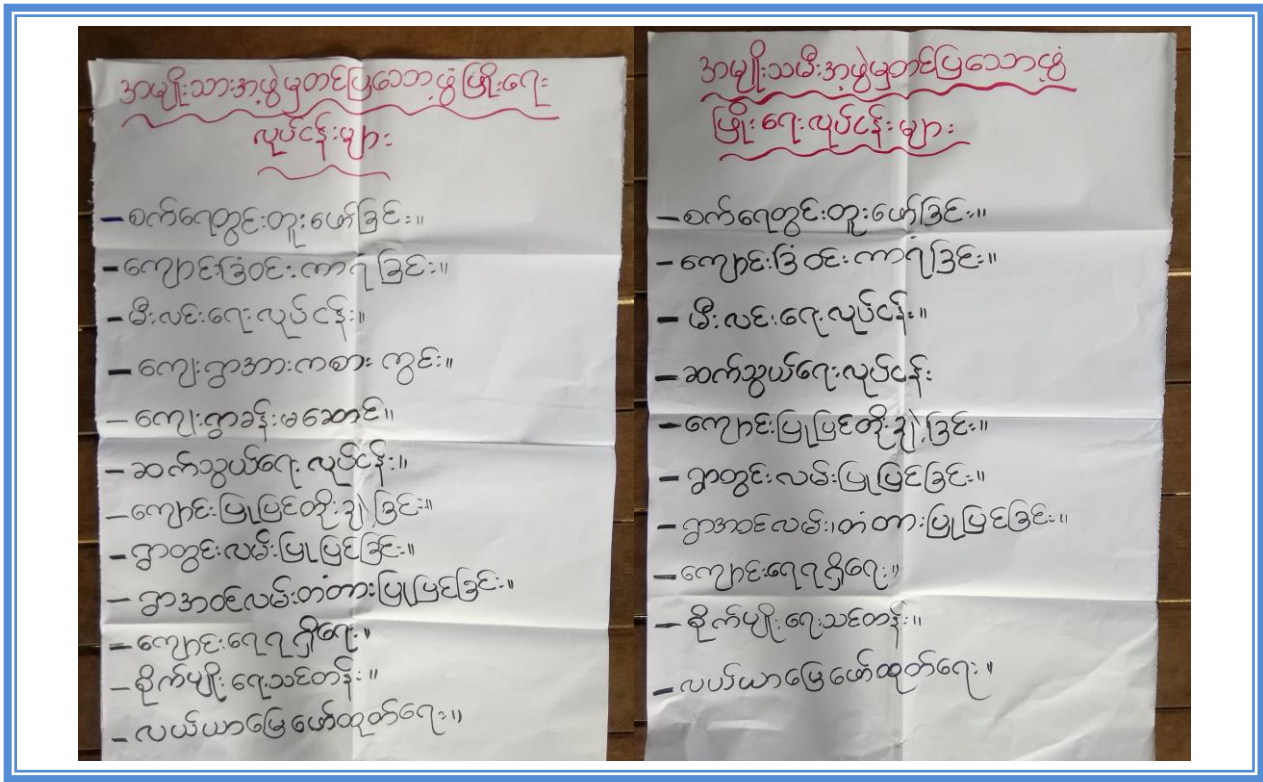 အမျိုးသားအဖွဲ့မှတင်ပြသောဖွံ့ဖြိုးရေး
လုပ်ငန်းများ
– စက်ရေတွင်းတူးဖော်ခြင်း။
– ကျောင်းခြံဝင်းကာရံခြင်း။
– မီးလင်းရေးလုပ်ငန်း။
– ကျေးရွာအားကစားကွင်း။
– ကျေးရွာခန်းမဆောင်။
– ဆက်သွယ်ရေးလုပ်ငန်း။
– ကျောင်းပြုပြင်တိုးချဲ့ခြင်း။
– ရွာတွင်းလမ်းပြုပြင်ခြင်း။
– ရွာအဝင်လမ်းတံတားပြုပြင်ခြင်း။
– ကျောင်းရေရရှိရေး။
– စိုက်ပျိုးရေးသင်တန်း။
– လယ်ယာမြေဖော်ထုတ်ရေး။
အမျိုးသမီးအဖွဲ့မှတင်ပြသောဖွံ့
ဖြိုးရေးလုပ်ငန်းများ
– စက်ရေတွင်းတူးဖော်ခြင်း။
– ကျောင်းခြံဝင်းကာရံခြင်း။
– မီးလင်းရေးလုပ်ငန်း။
– ဆက်သွယ်ရေးလုပ်ငန်း
– ကျောင်းပြုပြင်တိုးချဲ့ခြင်း။
– ရွာတွင်းလမ်းပြုပြင်ခြင်း။
– ရွာအဝင်လမ်း၊တံတားပြုပြင်ခြင်း။
– ကျောင်းရေရရှိရေး။
– စိုက်ပျိုးရေးသင်တန်း။
– လယ်ယာမြေဖော်ထုတ်ရေး။